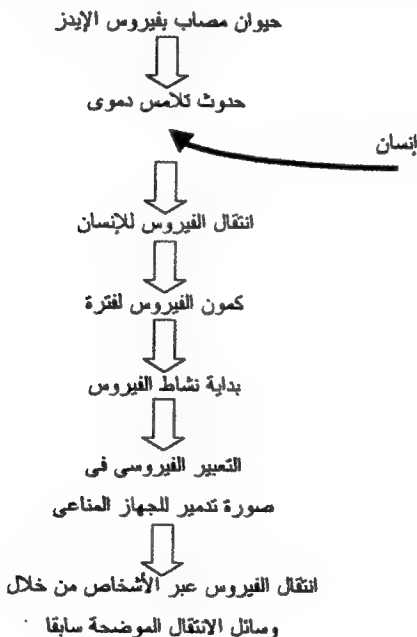 حيوان مصاب بفيروس الإيدز
حدوث تلامس دموى
إنسان
انتقال الفيروس للإنسان
كمون الفيروس لفترة
بداية نشاط الفيروس
التعبير الفيروسى فى
صورة تدمير للجهاز المناعى
انتقال الفيروس عبر الأشخاص من خلال
وسائل الانتقال الموضحة سابقا